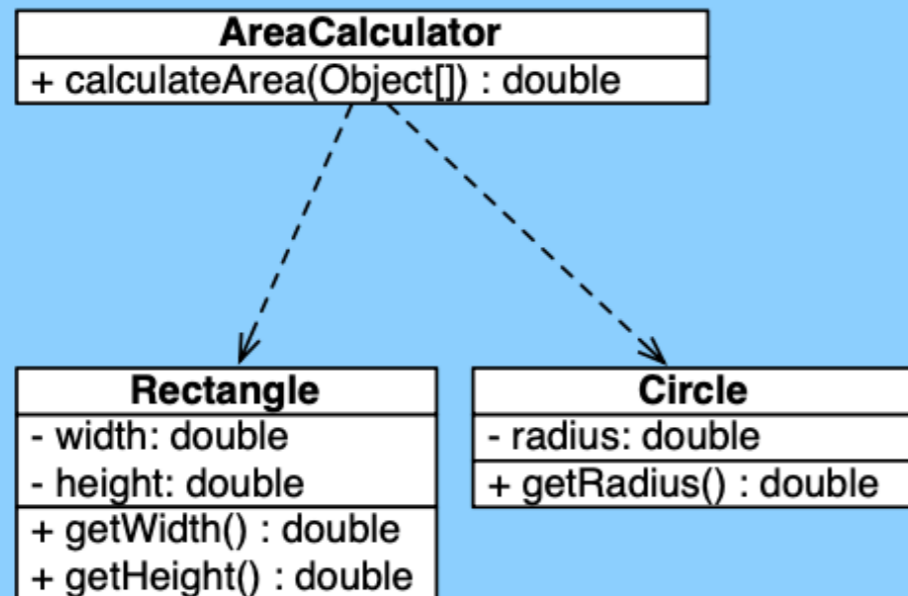 AreaCalculator
+ calculateArea(Object[]) : double
Rectangle
- width: double
- height: double
+ getWidth() : double
+ getHeight() : double
Circle
- radius: double
+ getRadius() : double